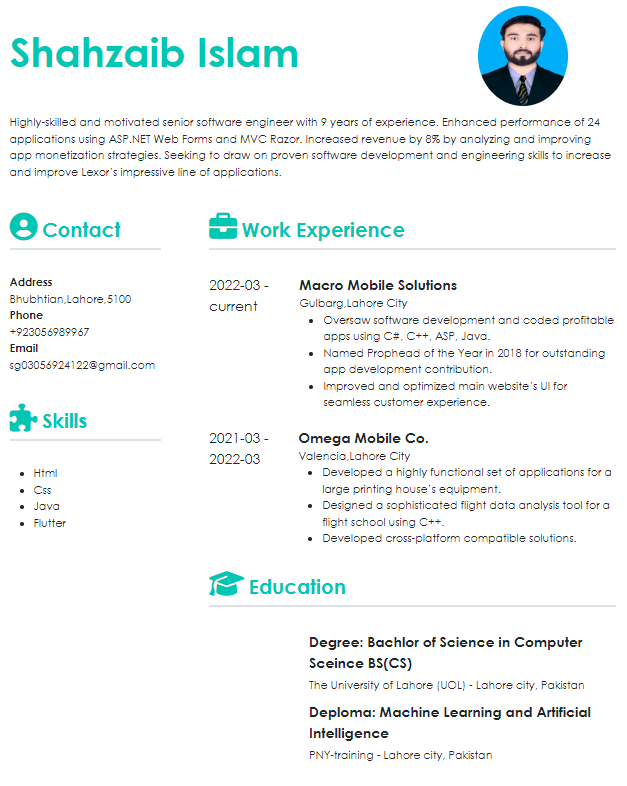 Shahzaib Islam
Highly-skilled and motivated senior software engineer with 9 years of experience. Enhanced performance of 24
applications using ASP.NET Web Forms and MVC Razor. Increased revenue by 8% by analyzing and improving
app monetization strategies. Seeking to draw on proven software development and engineering skills to increase
and improve Lexor's impressive line of applications.
Contact
Address
Bhubhtian,Lahore,5100
Phone
+923056989967
Email
sg03056924122@gmail.com
Skills
Html
Css
Java
Flutter
Work Experience
2022-03 -
current
Macro Mobile Solutions
Gulbarg,Lahore City
Oversaw software development and coded profitable
apps using C#, C++, ASP, Java.
Named Prophead of the Year in 2018 for outstanding
app development contribution.
Improved and optimized main website's UI for
seamless customer experience.
2021-03 -
2022-03
Omega Mobile Co.
Valencia,Lahore City
Developed a highly functional set of applications for a
large printing house's equipment.
Designed a sophisticated flight data analysis tool for a
flight school using C++.
Developed cross-platform compatible solutions.
Education
Degree: Bachlor of Science in Computer
Sceince BS(CS)
The University of Lahore (UOL) - Lahore city, Pakistan
Deploma: Machine Learning and Artificial
Intelligence
PNY-training - Lahore city, Pakistan